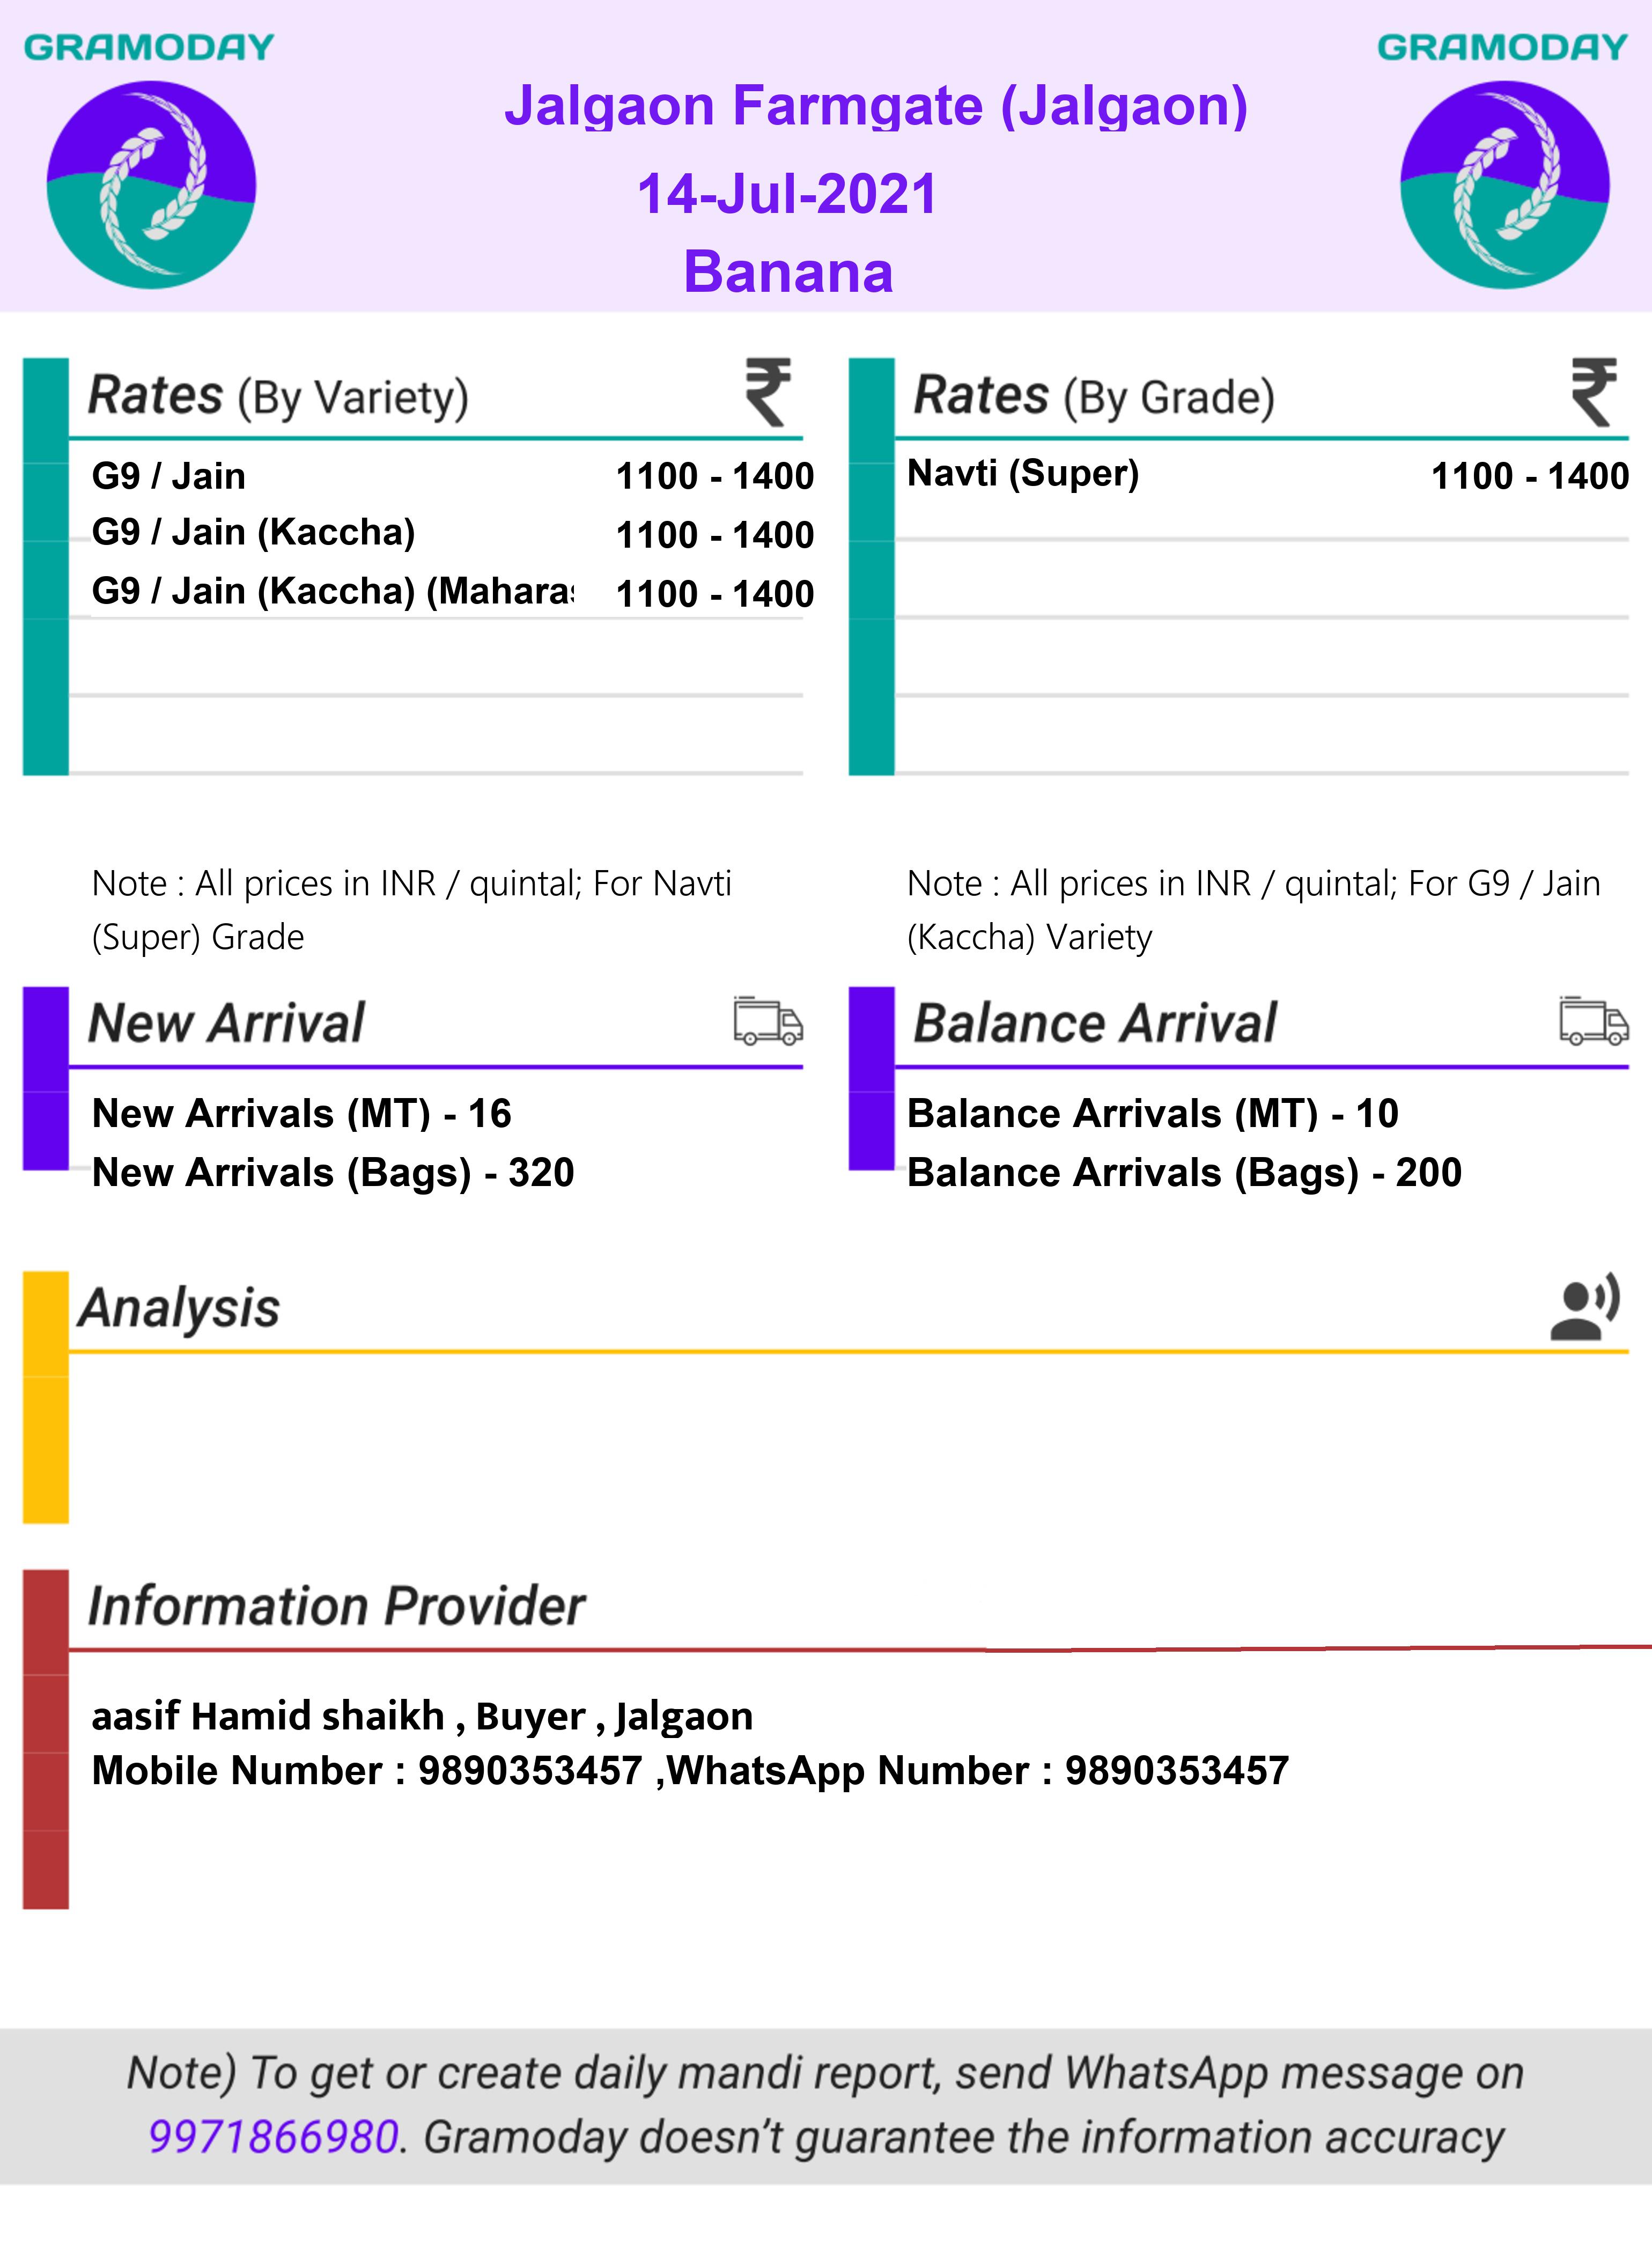 GRAMODAY
GRAMODAY
Jalgaon Farmgate (Jalgaon)
14-Jul-2021
Banana
Rates (By Variety) ₹
G9 / Jain 1100 - 1400
G9 / Jain (Kaccha) 1100 - 1400
G9 / Jain (Kaccha) (Mahara 1100 - 1400
Note : All prices in INR / quintal; For Navti
(Super) Grade
Rates (By Grade) ₹
Navti (Super) 1100 - 1400
Note : All prices in INR / quintal; For G9 / Jain
(Kaccha) Variety
New Arrival
New Arrivals (MT) - 16
New Arrivals (Bags) - 320
Balance Arrival
Balance Arrivals (MT) - 10
Balance Arrivals (Bags) - 200
Analysis
Information Provider
aasif Hamid shaikh , Buyer , Jalgaon
Mobile Number : 9890353457 ,WhatsApp Number : 9890353457
Note) To get or create daily mandi report, send WhatsApp message on
9971866980. Gramoday doesn't guarantee the information accuracy